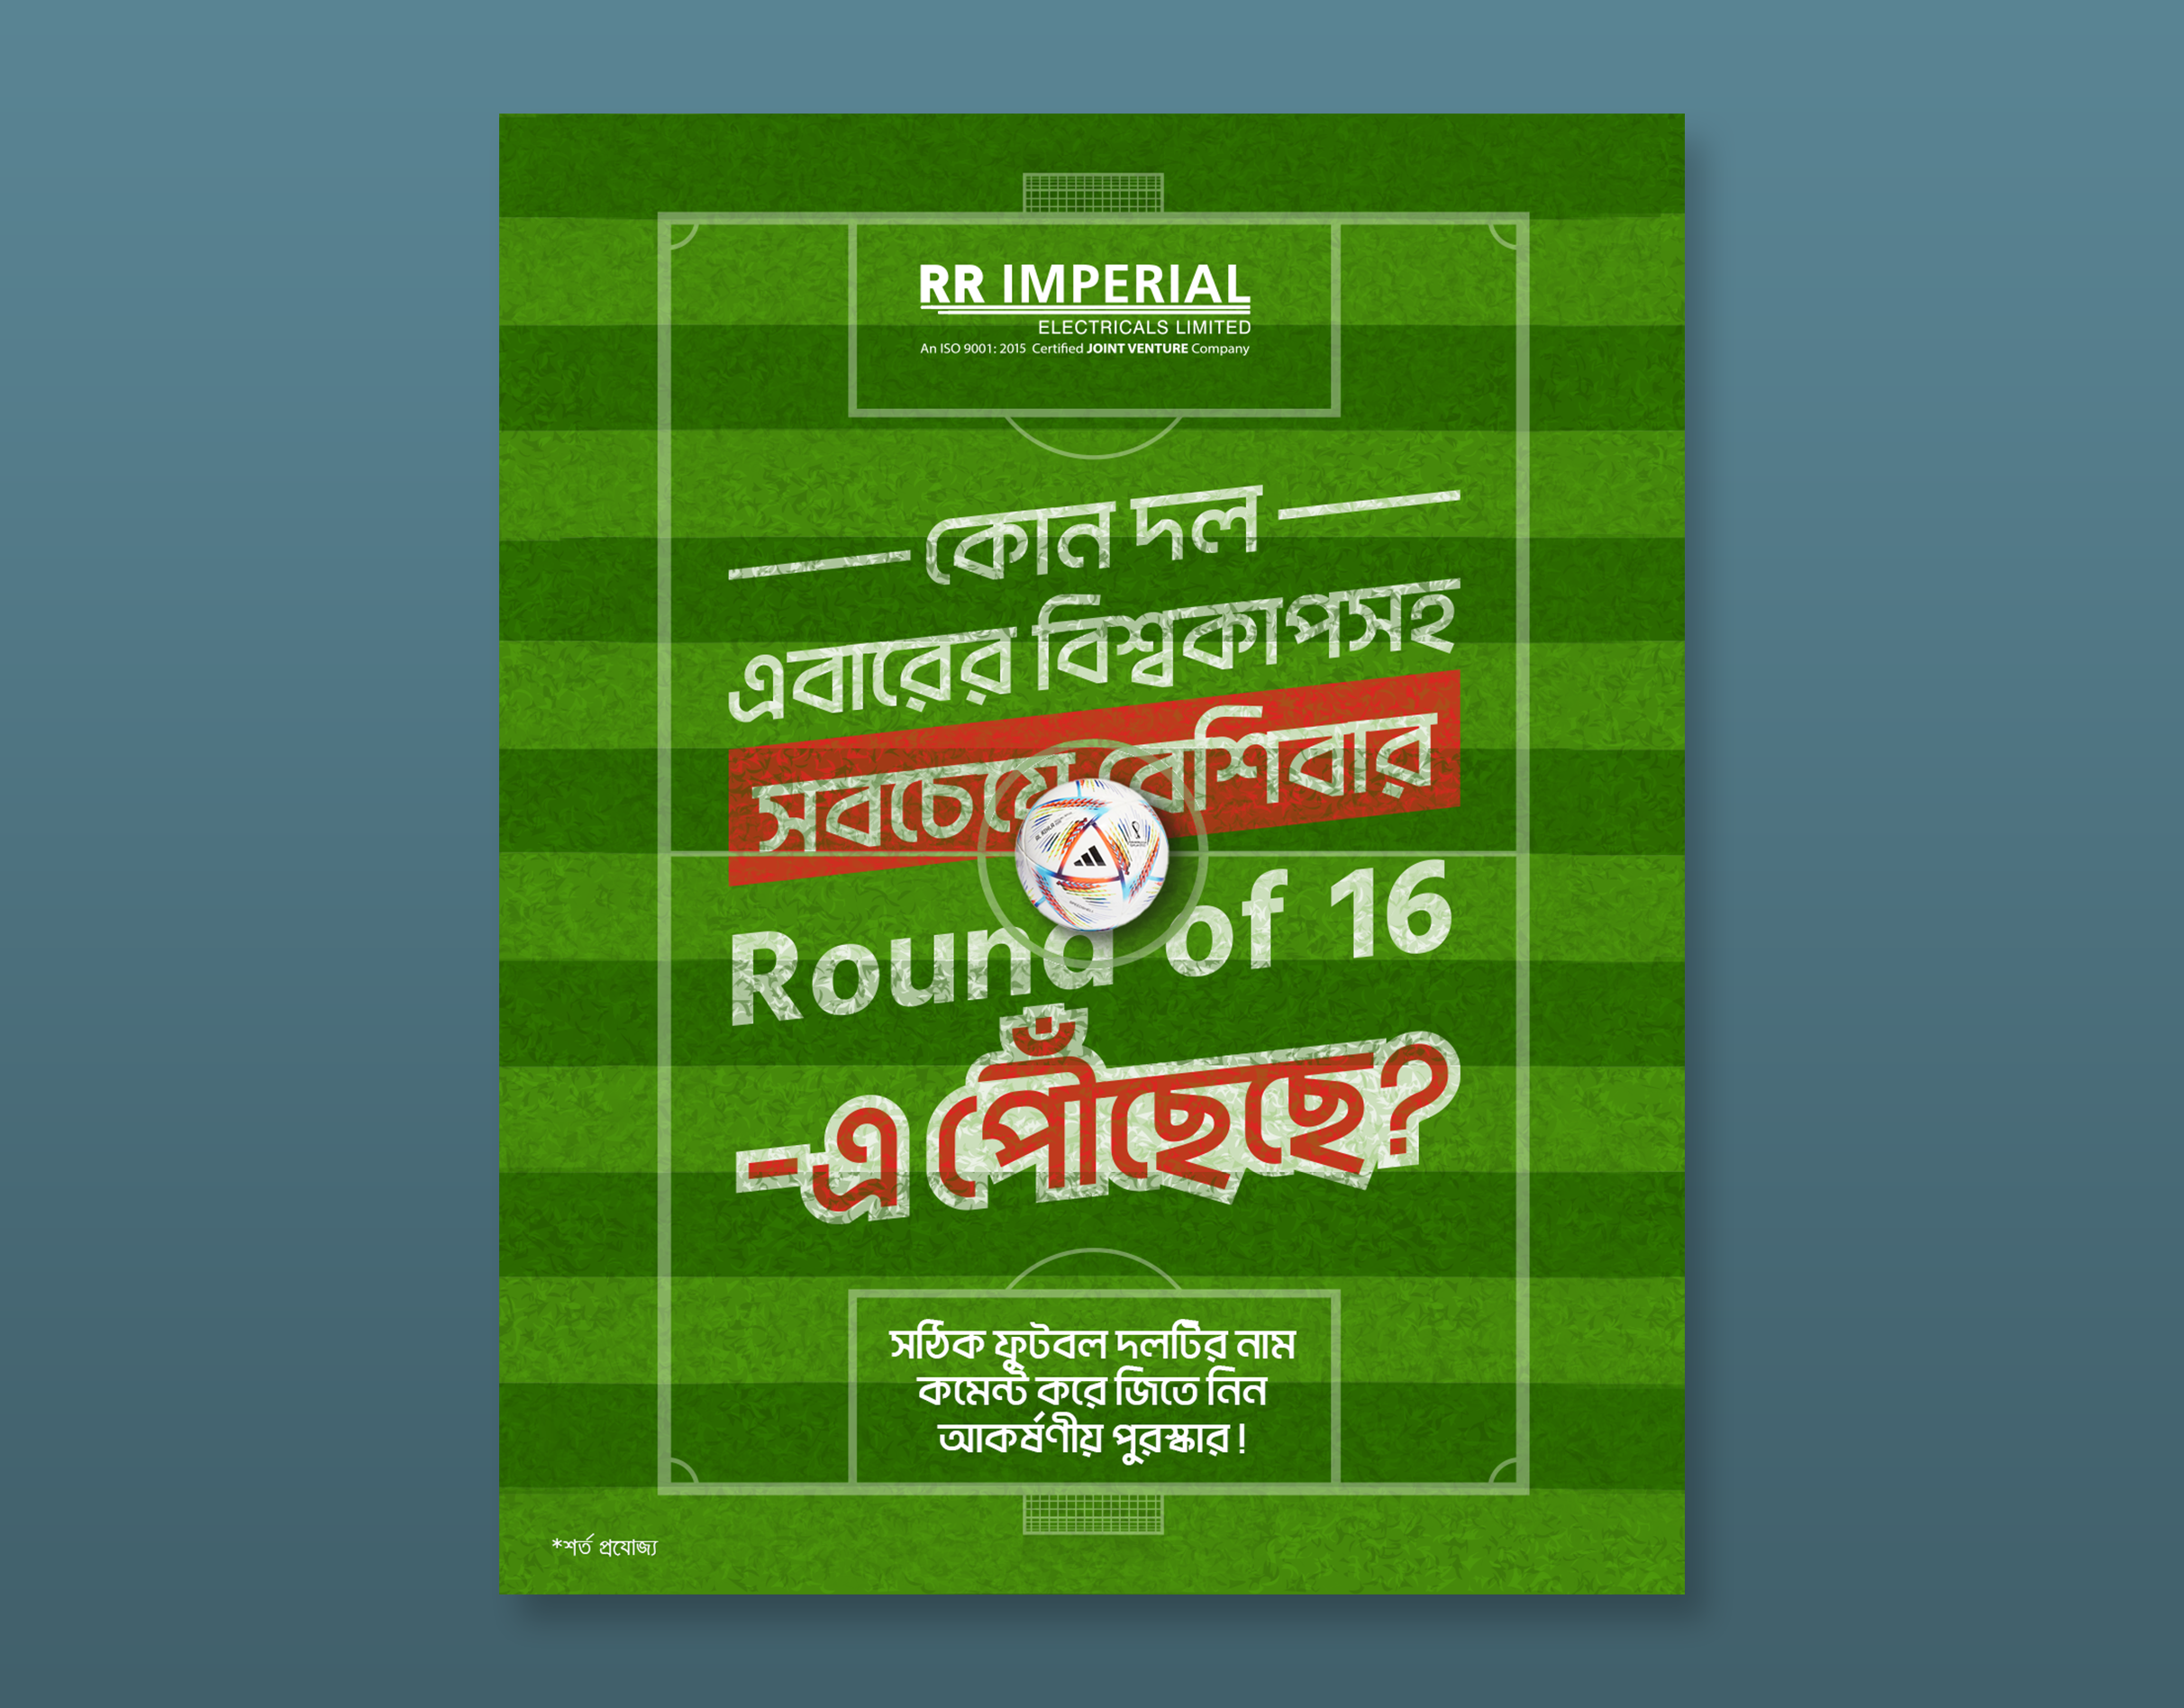 RR IMPERIAL
ELECTRICALS LIMITED
An ISO 9001: 2015 Certified JOINT VENTURE Company
কোন দল
এবারের বিশ্বকাপসহ
সবচেয়ে বেশিবার
Round of 16
-এ পৌঁছেছে?
সঠিক ফুটবল দলটির নাম
কমেন্ট করে জিতে নিন
আকর্ষণীয় পুরস্কার!
*শর্ত প্রযোজ্য